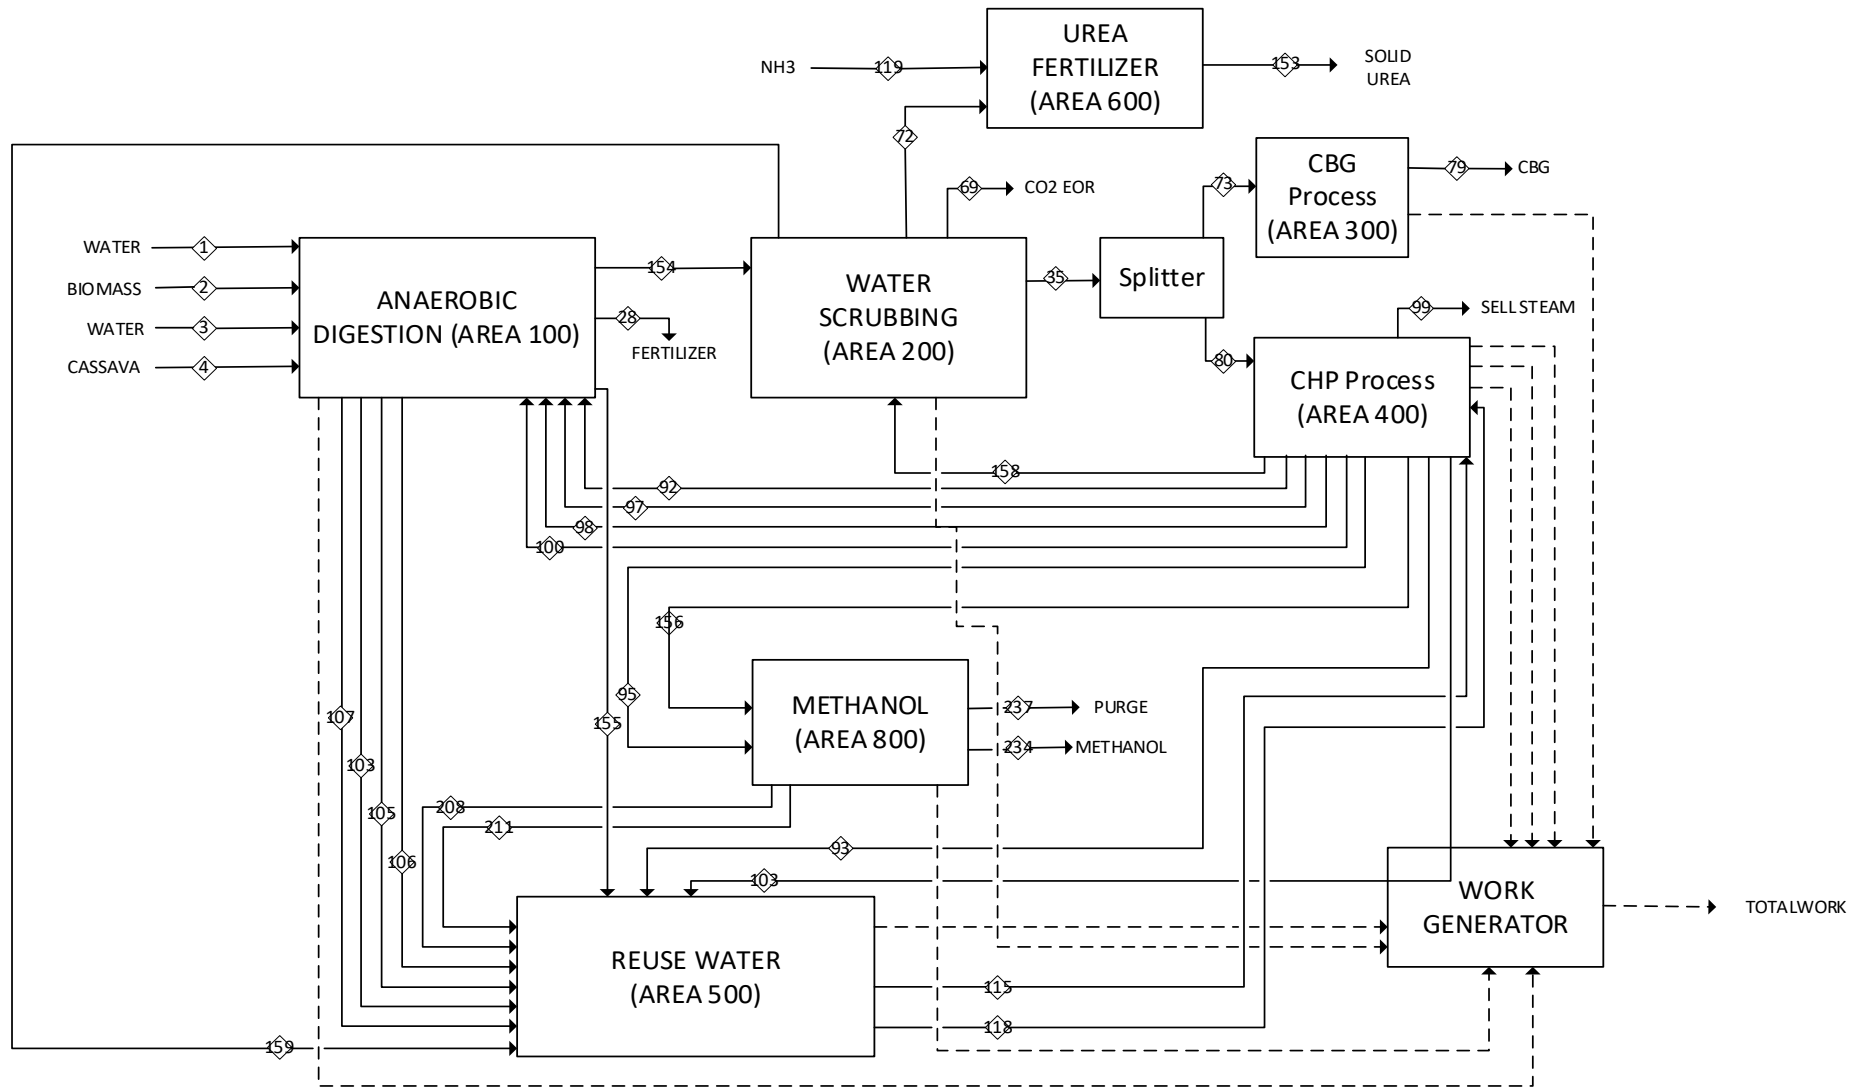 UREA
FERTILIZER
(AREA 600)
NH3
119
153
SOLID
UREA
72
CBG
Process
(AREA 300)
79
CBG
73
69
CO2 EOR
WATER
1
BIOMASS
2
WATER
3
CASSAVA
4
ANAEROBIC
DIGESTION (AREA 100)
154
28
FERTILIZER
WATER
SCRUBBING
(AREA 200)
35
Splitter
80
99
SELL STEAM
CHP Process
(AREA 400)
158
92
97
98
100
156
95
METHANOL
(AREA 800)
237
PURGE
234
METHANOL
107
155
103
105
106
208
211
93
103
REUSE WATER
(AREA 500)
WORK
GENERATOR
TOTALWORK
115
118
159